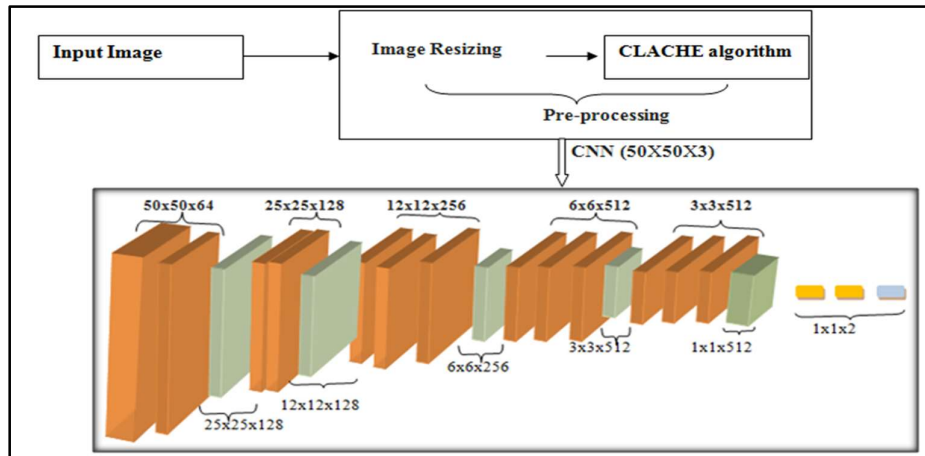 Input Image
Image Resizing
CLACHE algorithm
Pre-processing
CNN (50X50X3)
50x50x64
25x25x128
12x12x256
6x6x512
3x3x512
25x25x128
12x12x128
6x6x256
3x3x512
1x1x512
1x1x2